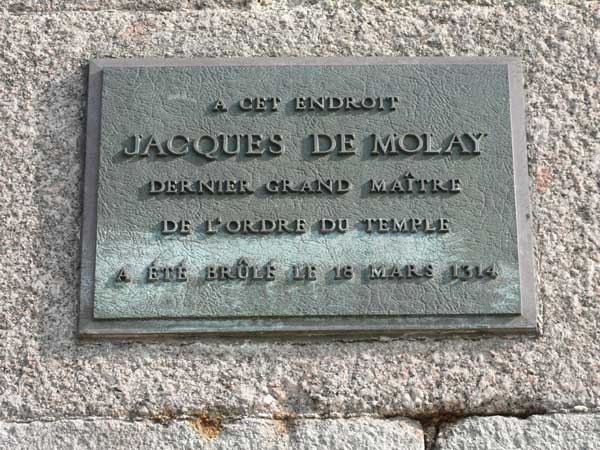 A CET ENDROIT
JACQUES DE MOLAY
DERNIER GRAND MAÎTRE
DE L'ORDRE DU TEMPLE
A ÉTÉ BRÛLÉ LE 18 MARS 1314